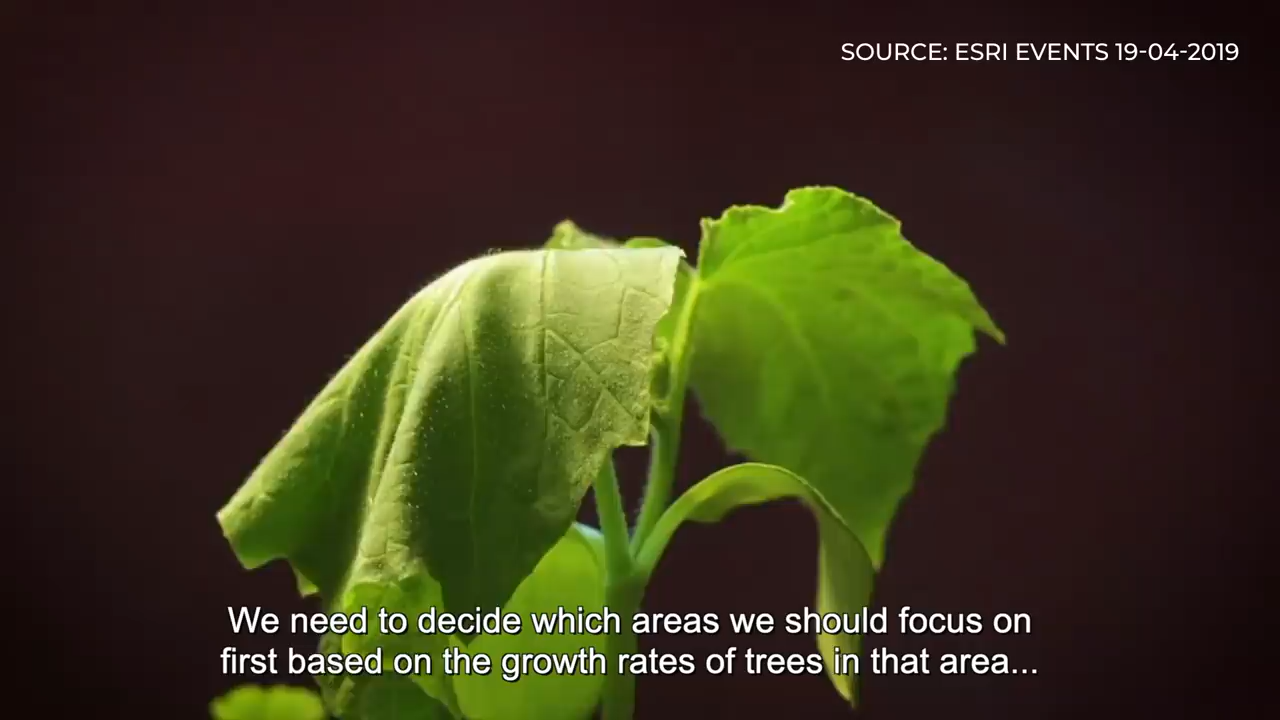 SOURCE: ESRI EVENTS 19-04-2019
We need to decide which areas we should focus on
first based on the growth rates of trees in that area...